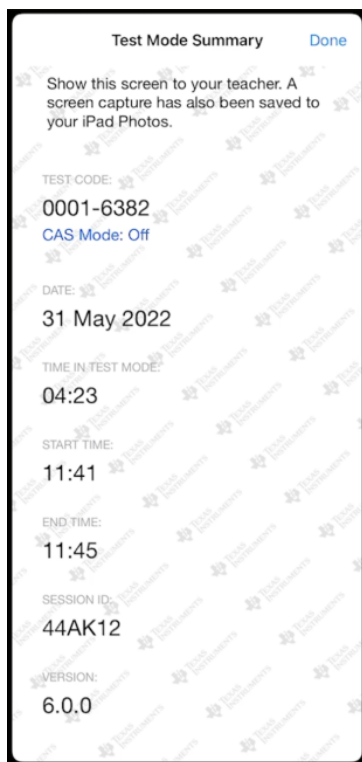 Test Mode Summary Done
Show this screen to your teacher. A
screen capture has also been saved to
your iPad Photos.
TEST CODE:
0001-6382
CAS Mode: Off
DATE:
31 May 2022
TIME IN TEST MODE:
04:23
START TIME:
11:41
END TIME:
11:45
SESSION ID:
44AK12
VERSION:
6.0.0
TEXAS
INSTRUMENTS